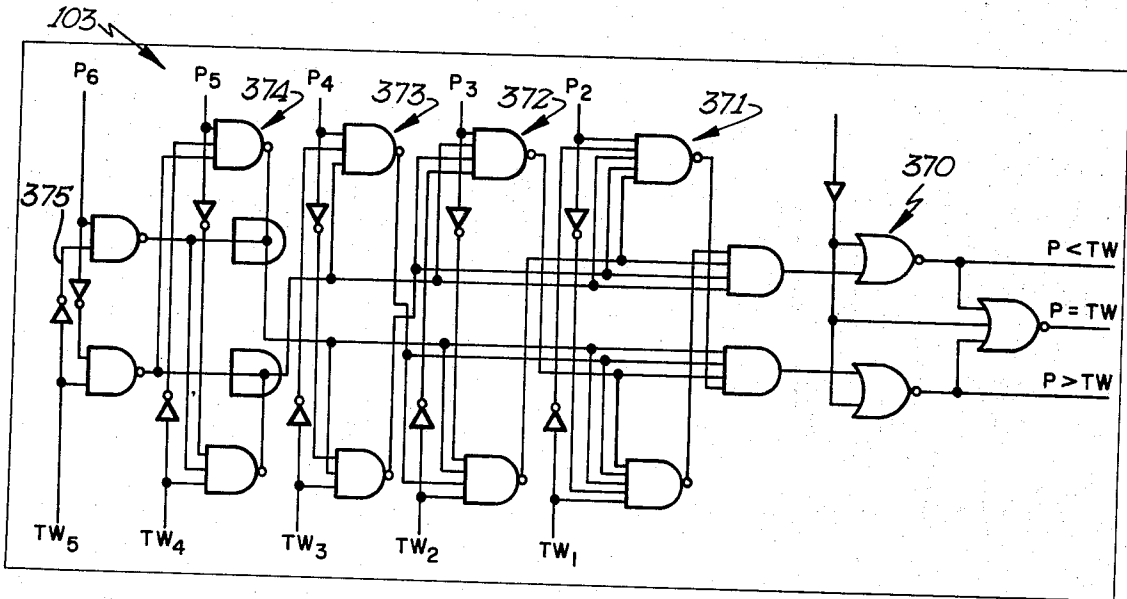 103
P6
P5
374
P4
373
P3
372
P2
371
370
375
P < TW
P = TW
P > TW
TW5
TW4
TW3
TW2
TW1